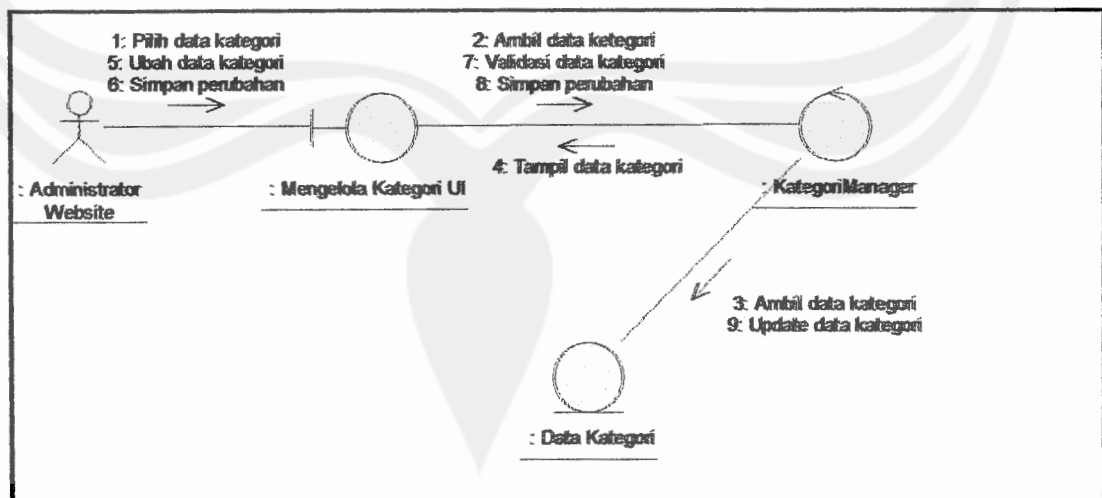 1: Pilih data kategori
5: Ubah data kategori
6: Simpan perubahan
2: Ambil data ketegori
7: Validasi data kategori
8: Simpan perubahan
4: Tampil data kategori
: Administrator
Website
: Mengelola Kategori UI
: KategoriManager
3: Ambil data kategori
9: Update data kategori
: Data Kategori